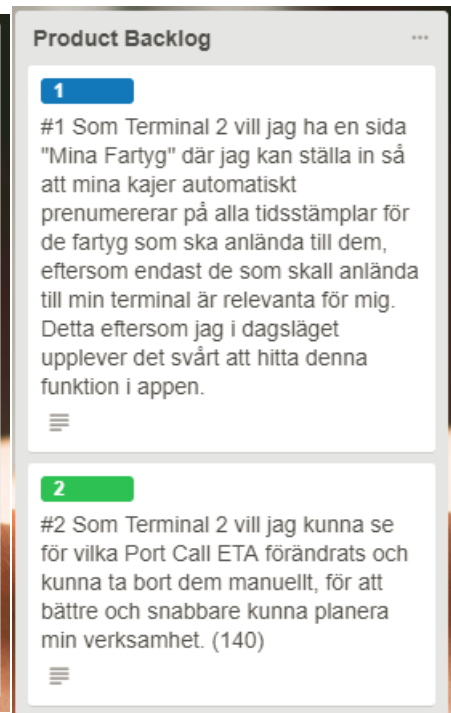 Product Backlog
1
#1 Som Terminal 2 vill jag ha en sida
"Mina Fartyg" där jag kan ställa in så
att mina kajer automatiskt
prenumererar på alla tidsstämplar för
de fartyg som ska anlända till dem,
eftersom endast de som skall anlända
till min terminal är relevanta för mig.
Detta eftersom jag i dagsläget
upplever det svårt att hitta denna
funktion i appen.
2
#2 Som Terminal 2 vill jag kunna se
för vilka Port Call ETA förändrats och
kunna ta bort dem manuellt, för att
bättre och snabbare kunna planera
min verksamhet. (140)